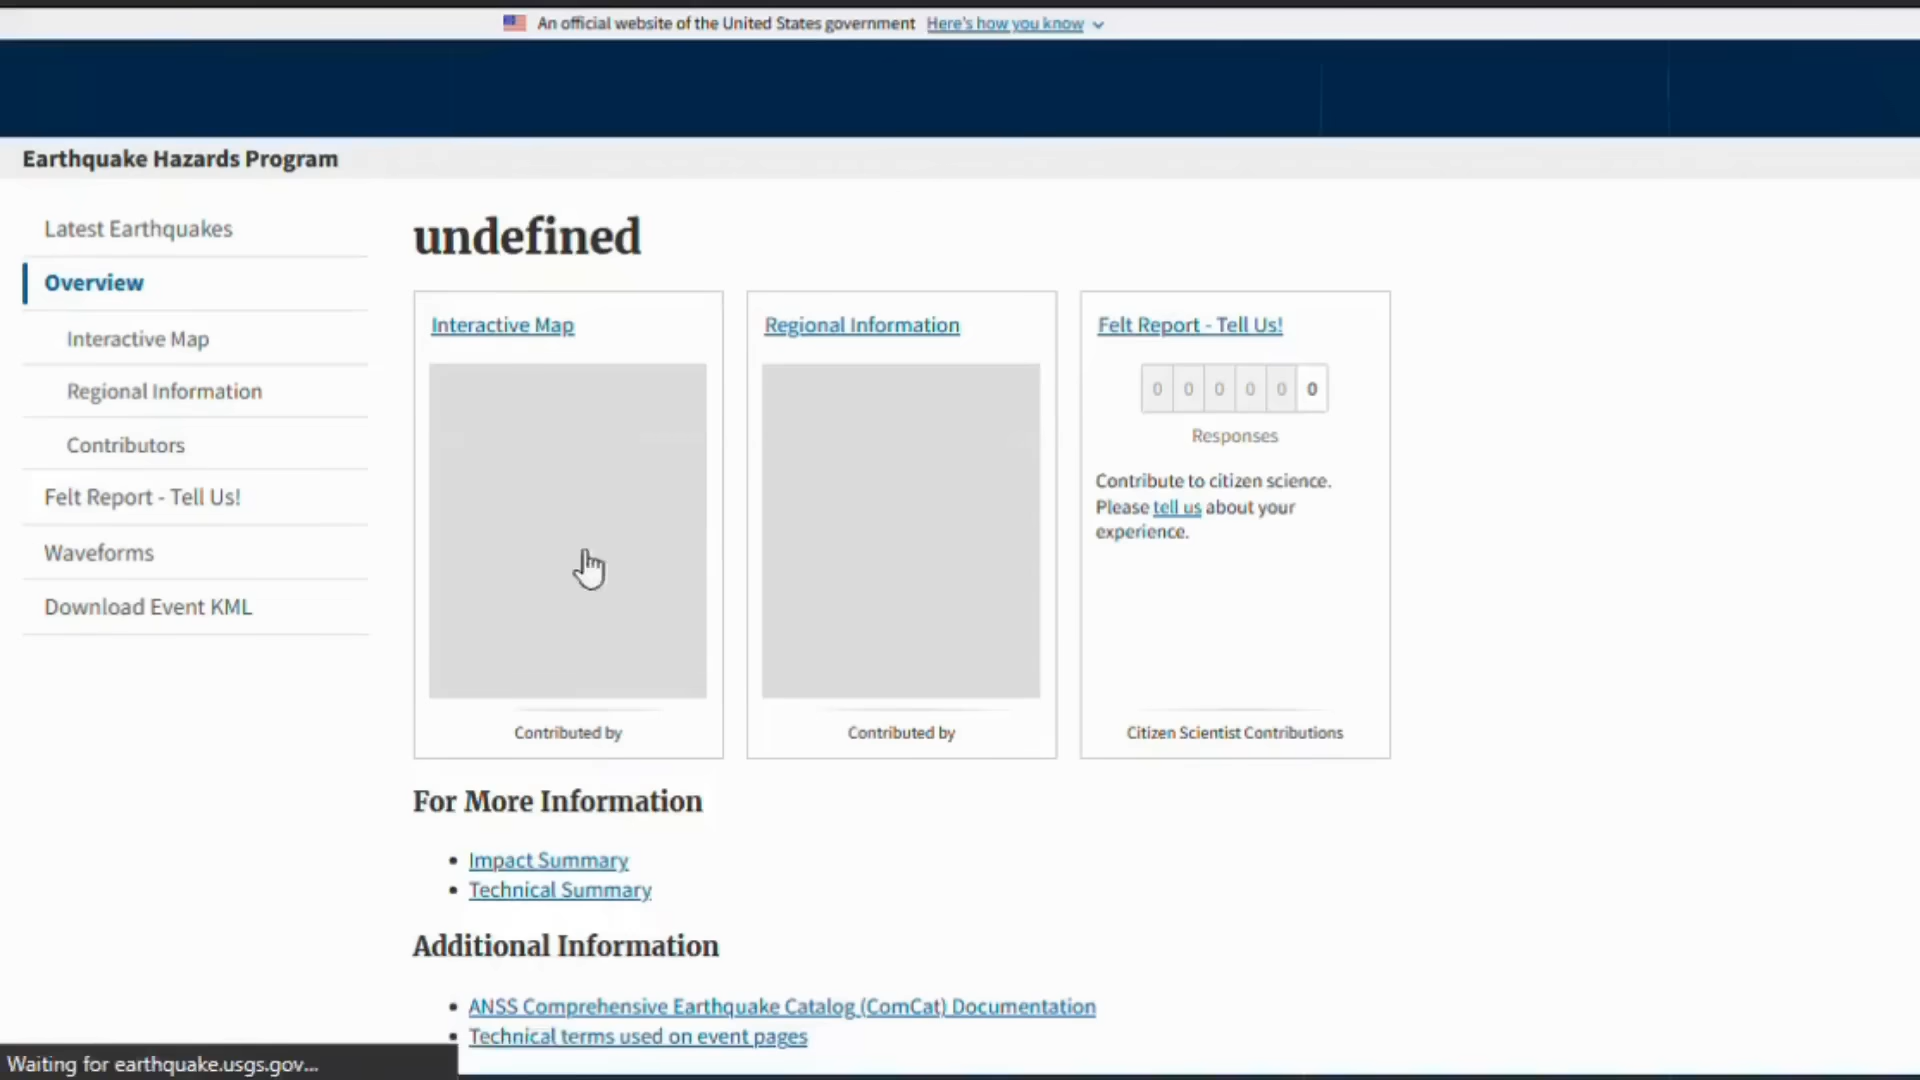 An official website of the United States government Here's how you know
Earthquake Hazards Program
Latest Earthquakes
Overview
Interactive Map
Regional Information
Contributors
Felt Report - Tell Us!
Waveforms
Download Event KML
undefined
Interactive Map
Contributed by
Regional Information
Contributed by
Felt Report - Tell Us!
0 0 0 0 0 0
Responses
Contribute to citizen science.
Please tell us about your
experience.
Citizen Scientist Contributions
For More Information
• Impact Summary
• Technical Summary
Additional Information
• ANSS Comprehensive Earthquake Catalog (ComCat) Documentation
• Technical terms used on event pages
Waiting for earthquake.usgs.gov...